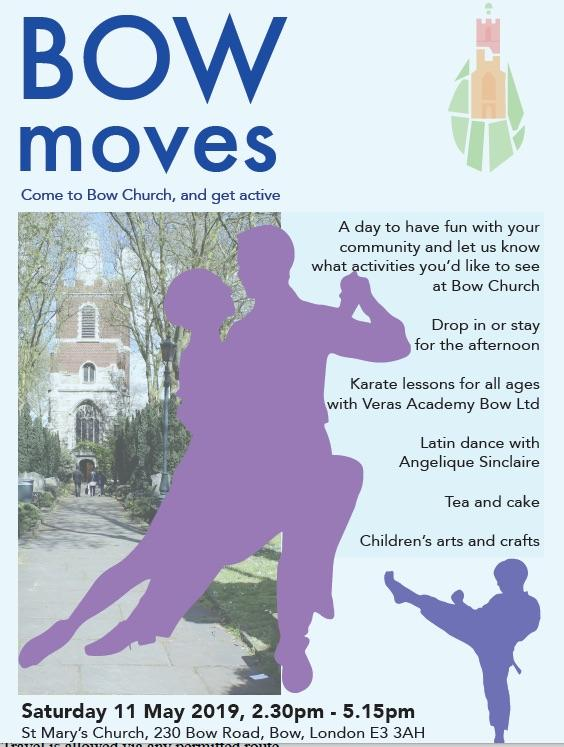 BOW
moves
Come to Bow Church, and get active
A day to have fun with your
community and let us know
what activities you'd like to see
at Bow Church
Drop in or stay
for the afternoon
Karate lessons for all ages
with Veras Academy Bow Ltd
Latin dance with
Angelique Sinclaire
Tea and cake
Children's arts and crafts
Saturday 11 May 2019, 2.30pm - 5.15pm
St Mary's Church, 230 Bow Road, Bow, London E3 3AH
Travel is allowed via any permitted route